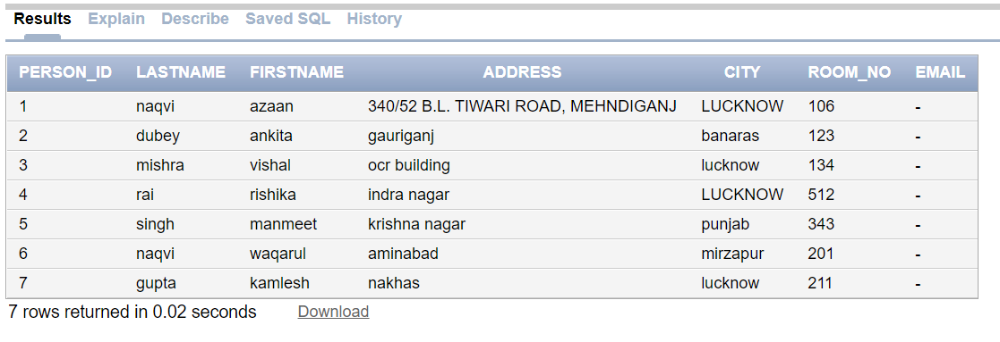 Results Explain Describe Saved SQL History
PERSON_ID LASTNAME FIRSTNAME ADDRESS CITY ROOM_NO EMAIL
1 naqvi azaan 340/52 B.L. TIWARI ROAD, MEHNDIGANJ LUCKNOW 106 -
2 dubey ankita gauriganj banaras 123 -
3 mishra vishal ocr building lucknow 134 -
4 rai rishika indra nagar LUCKNOW 512 -
5 singh manmeet krishna nagar punjab 343 -
6 naqvi waqarul aminabad mirzapur 201 -
7 gupta kamlesh nakhas lucknow 211 -
7 rows returned in 0.02 seconds Download